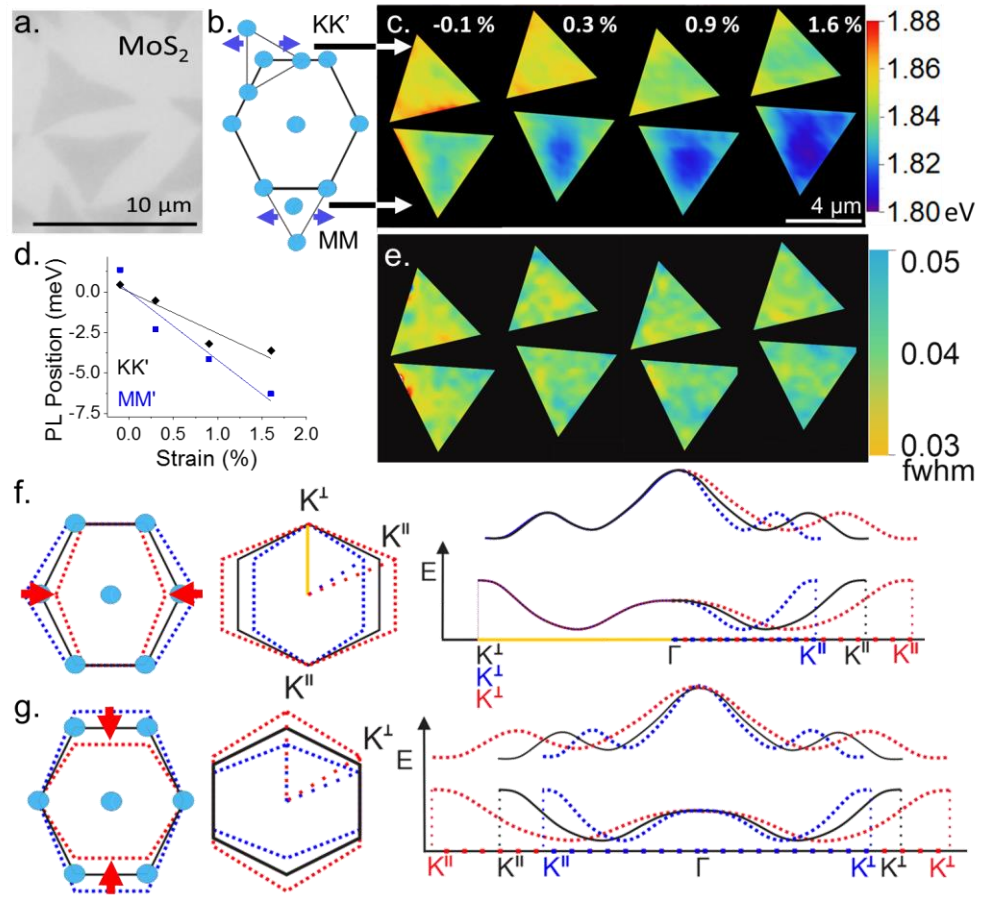 a.
MoS₂
10 μm
b.
KK'
MM
c.
-0.1 %
0.3 %
0.9 %
1.6 %
4 μm
1.88
1.86
1.84
1.82
1.80 eV
d.
PL Position (meV)
0.0
-2.5
-5.0
-7.5
KK'
MM'
0.0
0.5
1.0
1.5
2.0
Strain (%)
e.
0.05
0.04
0.03
fwhm
f.
K⊥
K∥
K∥
E
K⊥
K⊥
K⊥
Γ
K∥
K∥
K∥
g.
K⊥
E
K∥
K∥
K∥
Γ
K⊥
K⊥
K⊥